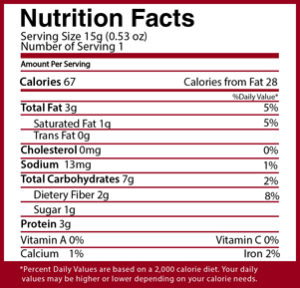 Nutrition Facts
Serving Size 15g (0.53 oz)
Number of Serving 1
Amount Per Serving
Calories 67 Calories from Fat 28
%Daily Value*
Total Fat 3g 5%
Saturated Fat 1g 5%
Trans Fat 0g
Cholesterol 0mg 0%
Sodium 13mg 1%
Total Carbohydrates 7g 2%
Dietery Fiber 2g 8%
Sugar 1g
Protein 3g
Vitamin A 0% Vitamin C 0%
Calcium 1% Iron 2%
*Percent Daily Values are based on a 2,000 calorie diet. Your daily
values may be higher or lower depending on your calorie needs.